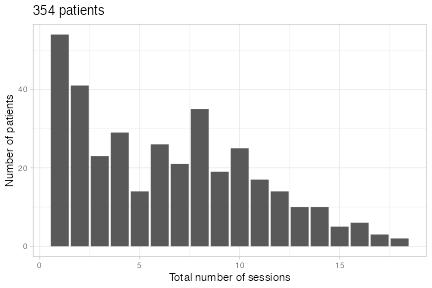 354 patients
Number of patients
40
20
0
0 5 10 15
Total number of sessions